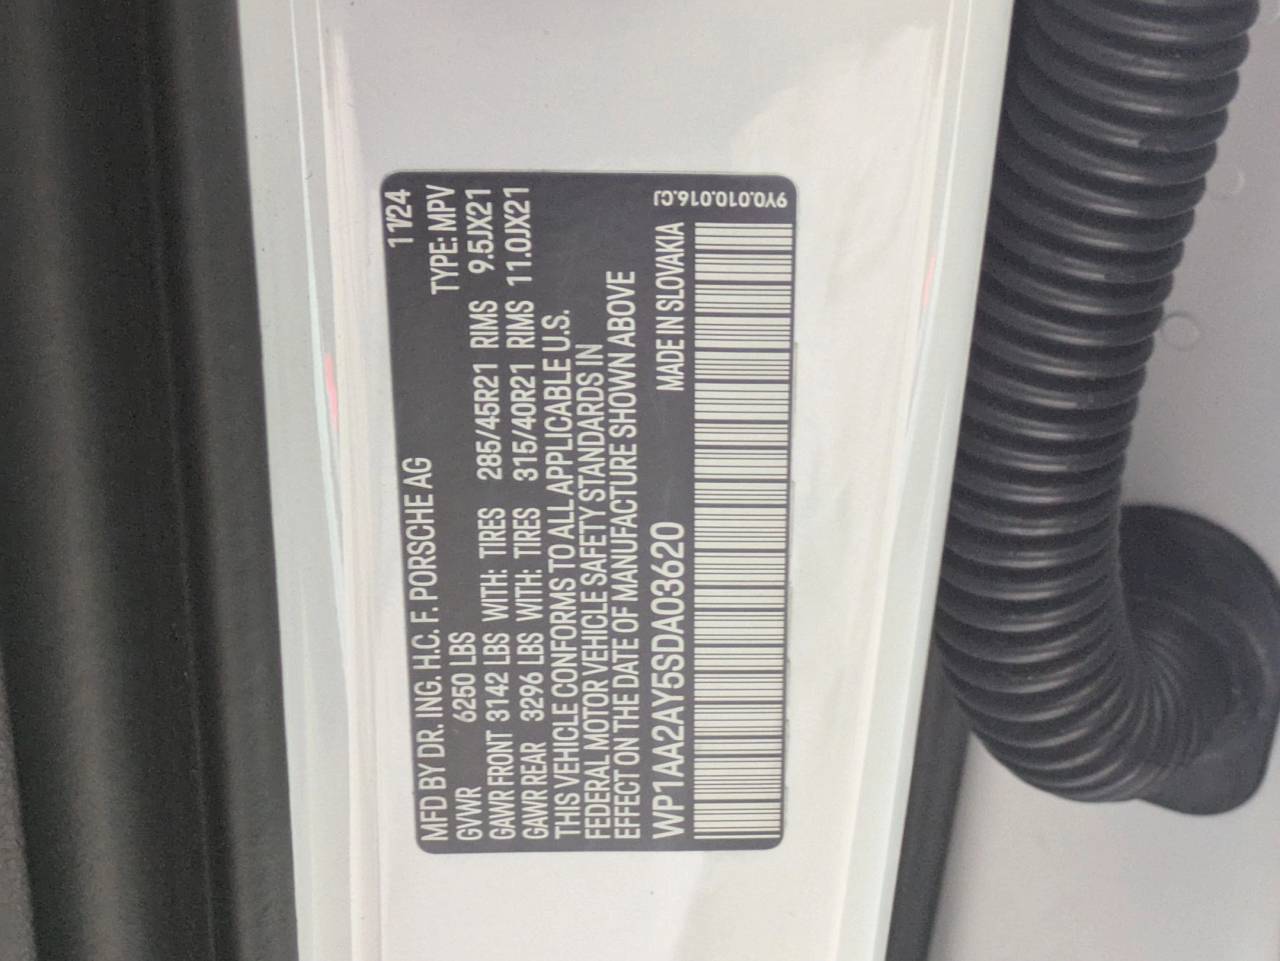 MFD BY DR. ING. H.C. F. PORSCHE AG 11/24
GVWR 6250 LBS TYPE: MPV
GAWR FRONT 3142 LBS WITH: TIRES 285/45R21 RIMS 9.5JX21
GAWR REAR 3296 LBS WITH: TIRES 315/40R21 RIMS 11.0JX21
THIS VEHICLE CONFORMS TO ALL APPLICABLE U.S.
FEDERAL MOTOR VEHICLE SAFETY STANDARDS IN
EFFECT ON THE DATE OF MANUFACTURE SHOWN ABOVE
WP1AA2AY5SDA03620 MADE IN SLOVAKIA
9Y0.010.016.CJ